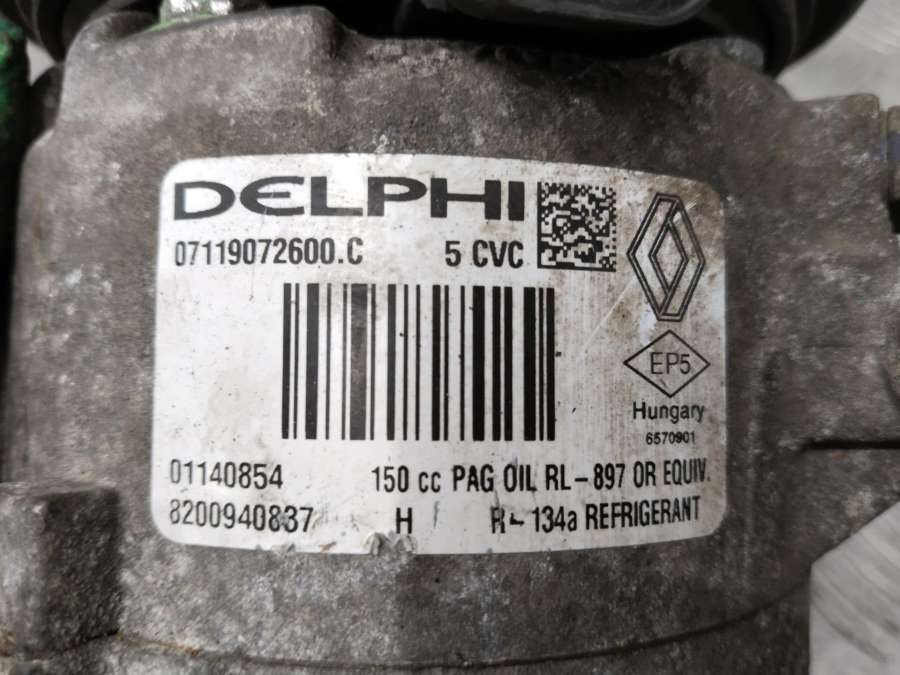 DELPHI
07119072600.C 5 CVC
EP5
Hungary
6570901
01140854 150 cc PAG OIL RL-897 OR EQUIV.
8200940837 H R-134a REFRIGERANT